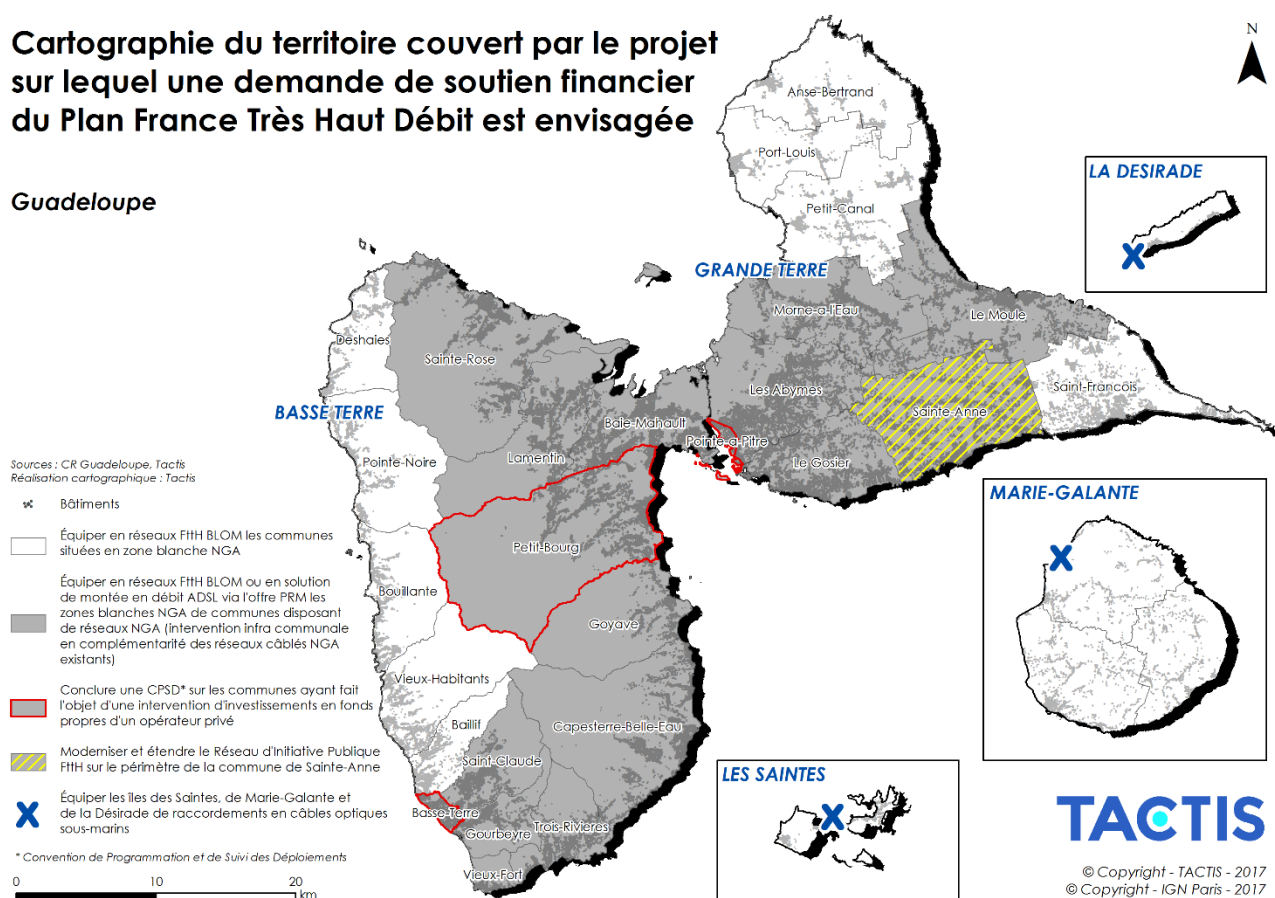 Cartographie du territoire couvert par le projet
sur lequel une demande de soutien financier
du Plan France Très Haut Débit est envisagée
Guadeloupe
N
Anse-Bertrand
Port-Louis
Petit-Canal
LA DESIRADE
GRANDE TERRE
Morne-a-l'Eau
Le Moule
Deshaies
Sainte-Rose
Les Abymes
Saint-Francois
Sainte-Anne
BASSE TERRE
Baie-Mahault
Pointe-a-Pitre
Lamentin
Le Gosier
Pointe-Noire
Petit-Bourg
Bouillante
Goyave
Vieux-Habitants
Baillif
Capesterre-Belle-Eau
Saint-Claude
Basse-Terre
Gourbeyre
Trois-Rivieres
Vieux-Fort
MARIE-GALANTE
LES SAINTES
Sources : CR Guadeloupe, Tactis
Réalisation cartographique : Tactis
Bâtiments
Équiper en réseaux FttH BLOM les communes
situées en zone blanche NGA
Équiper en réseaux FttH BLOM ou en solution
de montée en débit ADSL via l'offre PRM les
zones blanches NGA de communes disposant
de réseaux NGA (intervention infra communale
en complémentarité des réseaux câblés NGA
existants)
Conclure une CPSD* sur les communes ayant fait
l'objet d'une intervention d'investissements en fonds
propres d'un opérateur privé
Moderniser et étendre le Réseau d'Initiative Publique
FttH sur le périmètre de la commune de Sainte-Anne
Équiper les îles des Saintes, de Marie-Galante et
de la Désirade de raccordements en câbles optiques
sous-marins
* Convention de Programmation et de Suivi des Déploiements
0 10 20
km
TACTIS
© Copyright - TACTIS - 2017
© Copyright - IGN Paris - 2017